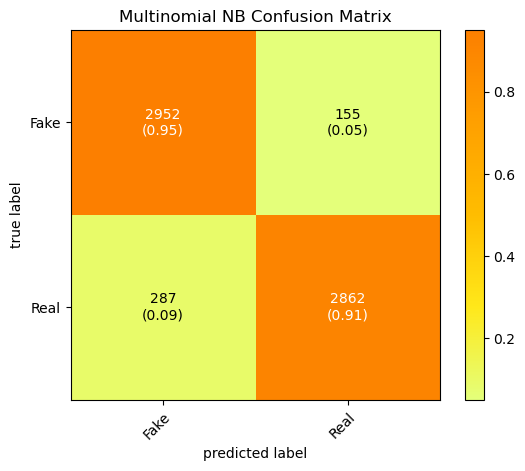 Multinomial NB Confusion Matrix
true label
Fake
2952
(0.95)
155
(0.05)
Real
287
(0.09)
2862
(0.91)
Fake
Real
predicted label
0.8
0.6
0.4
0.2